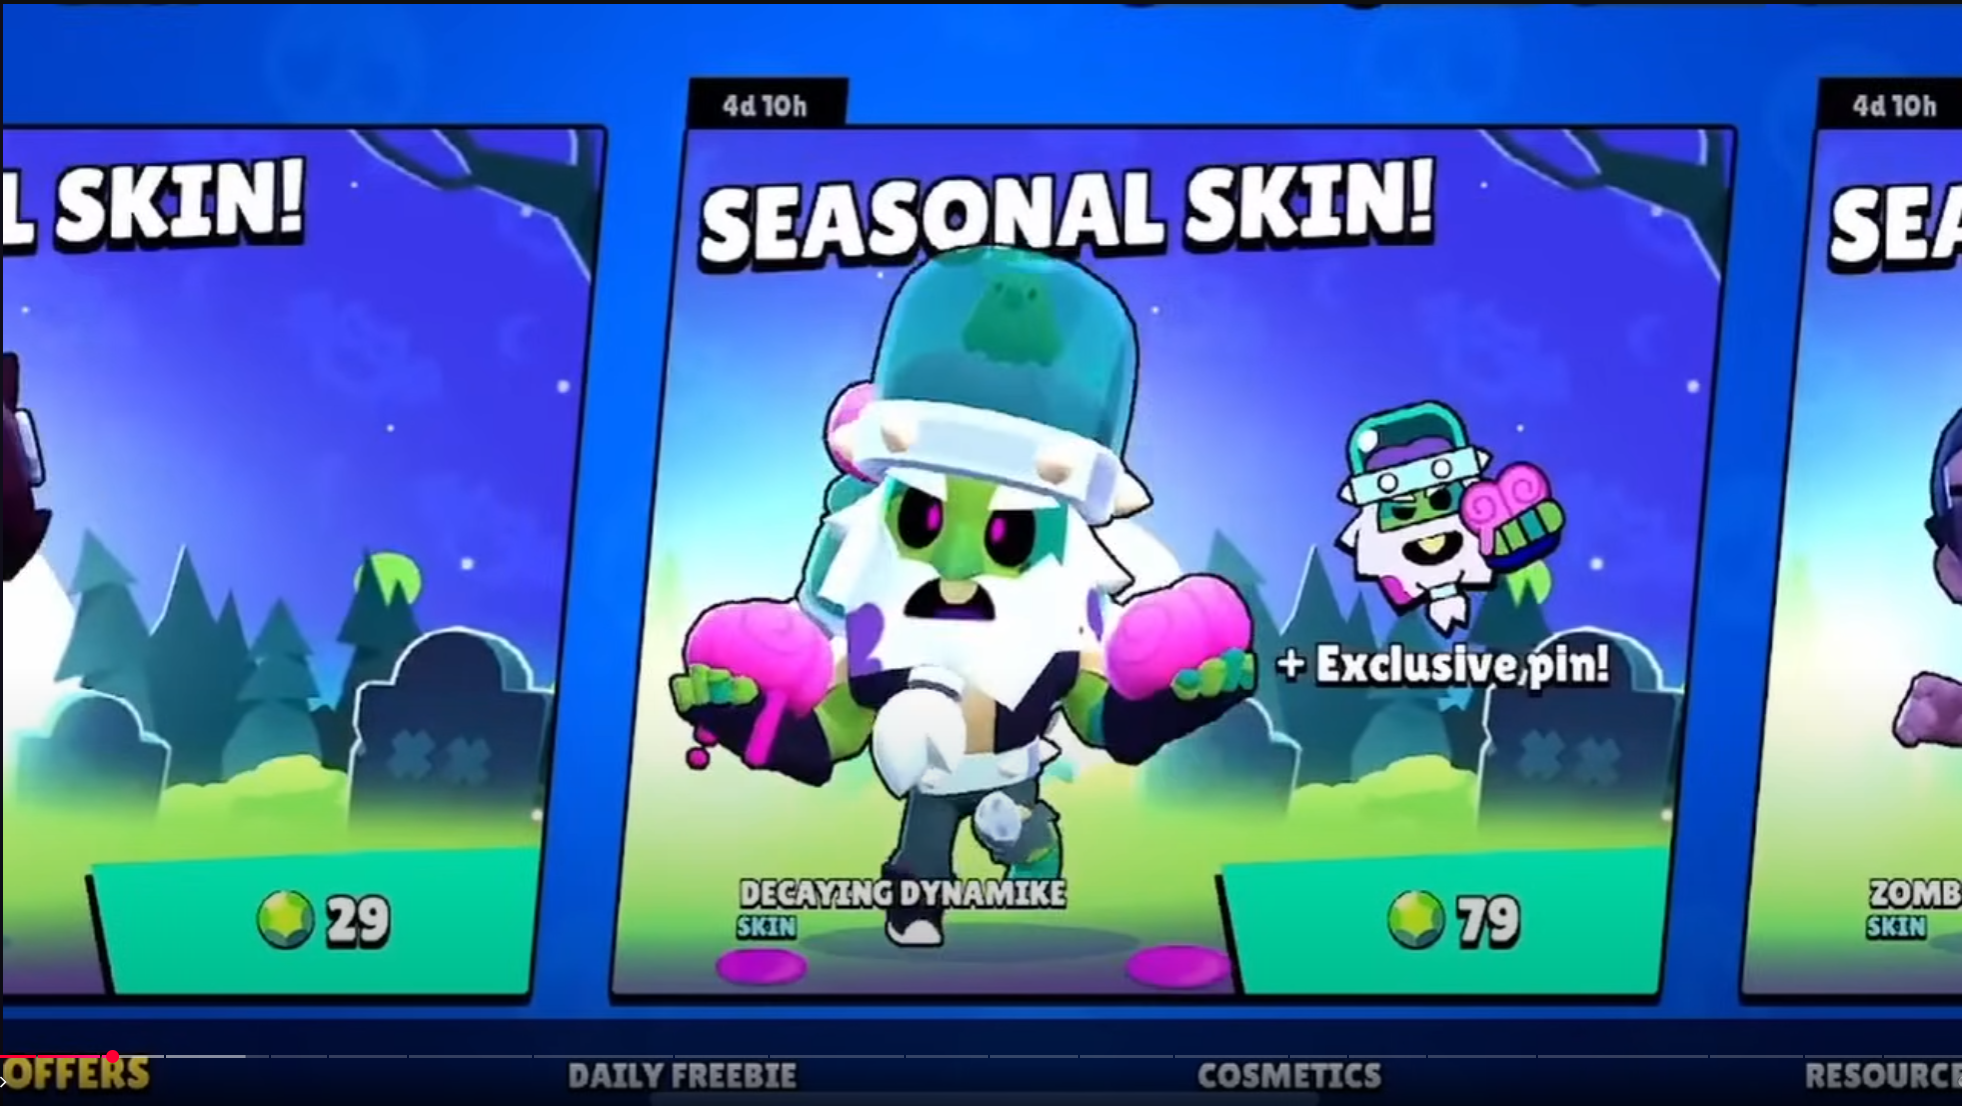 4d 10h
4d 10h
L SKIN!
SEASONAL SKIN!
SEA
+ Exclusive pin!
DECAYING DYNAMIKE
SKIN
ZOMB
SKIN
29
79
OFFERS
DAILY FREEBIE
COSMETICS
RESOURCE